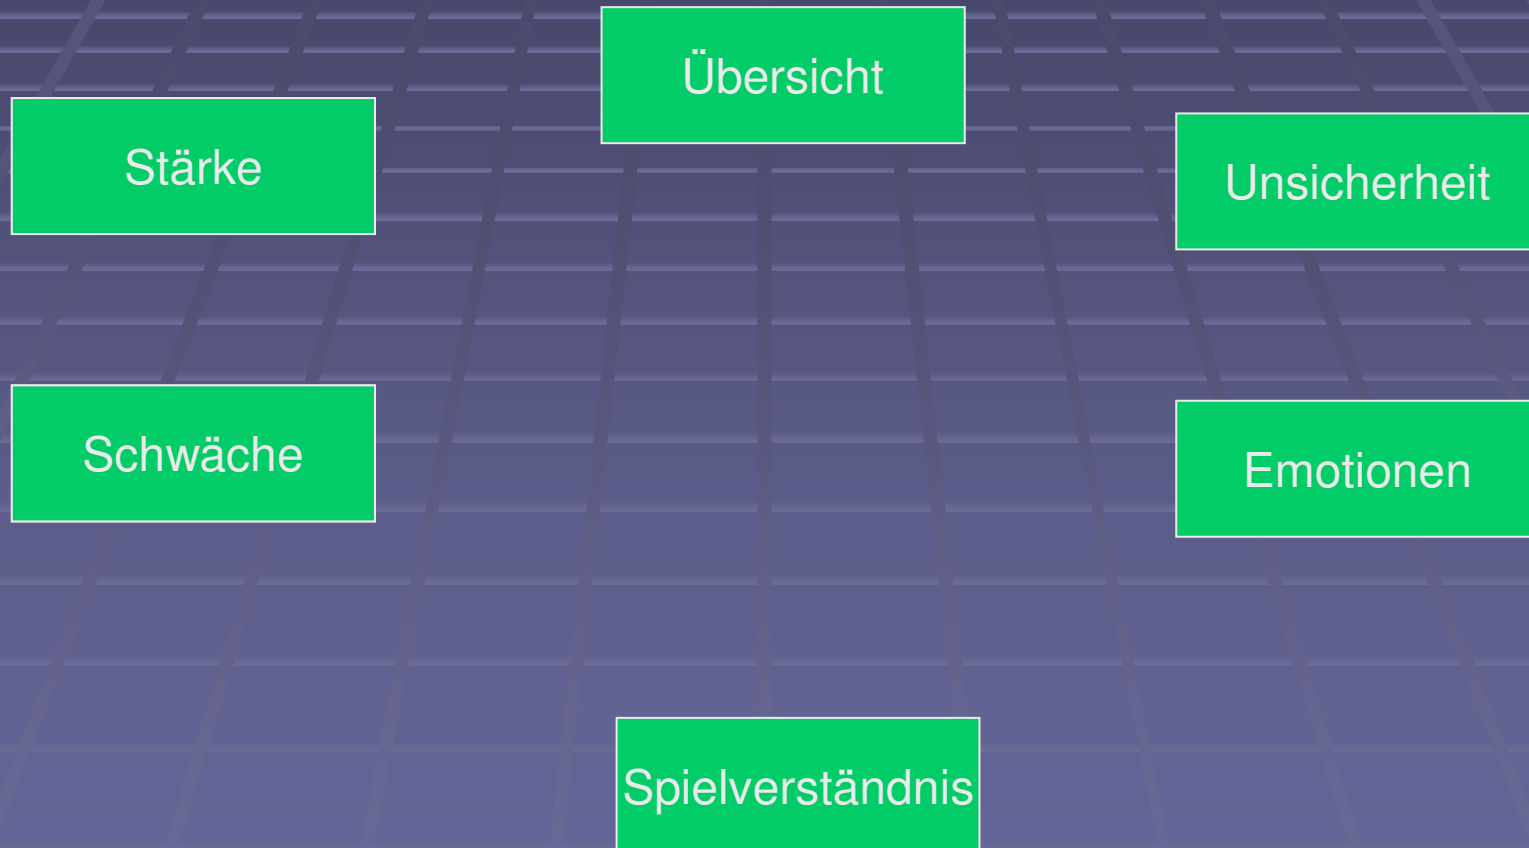 Übersicht
Stärke
Unsicherheit
Schwäche
Emotionen
Spielverständnis